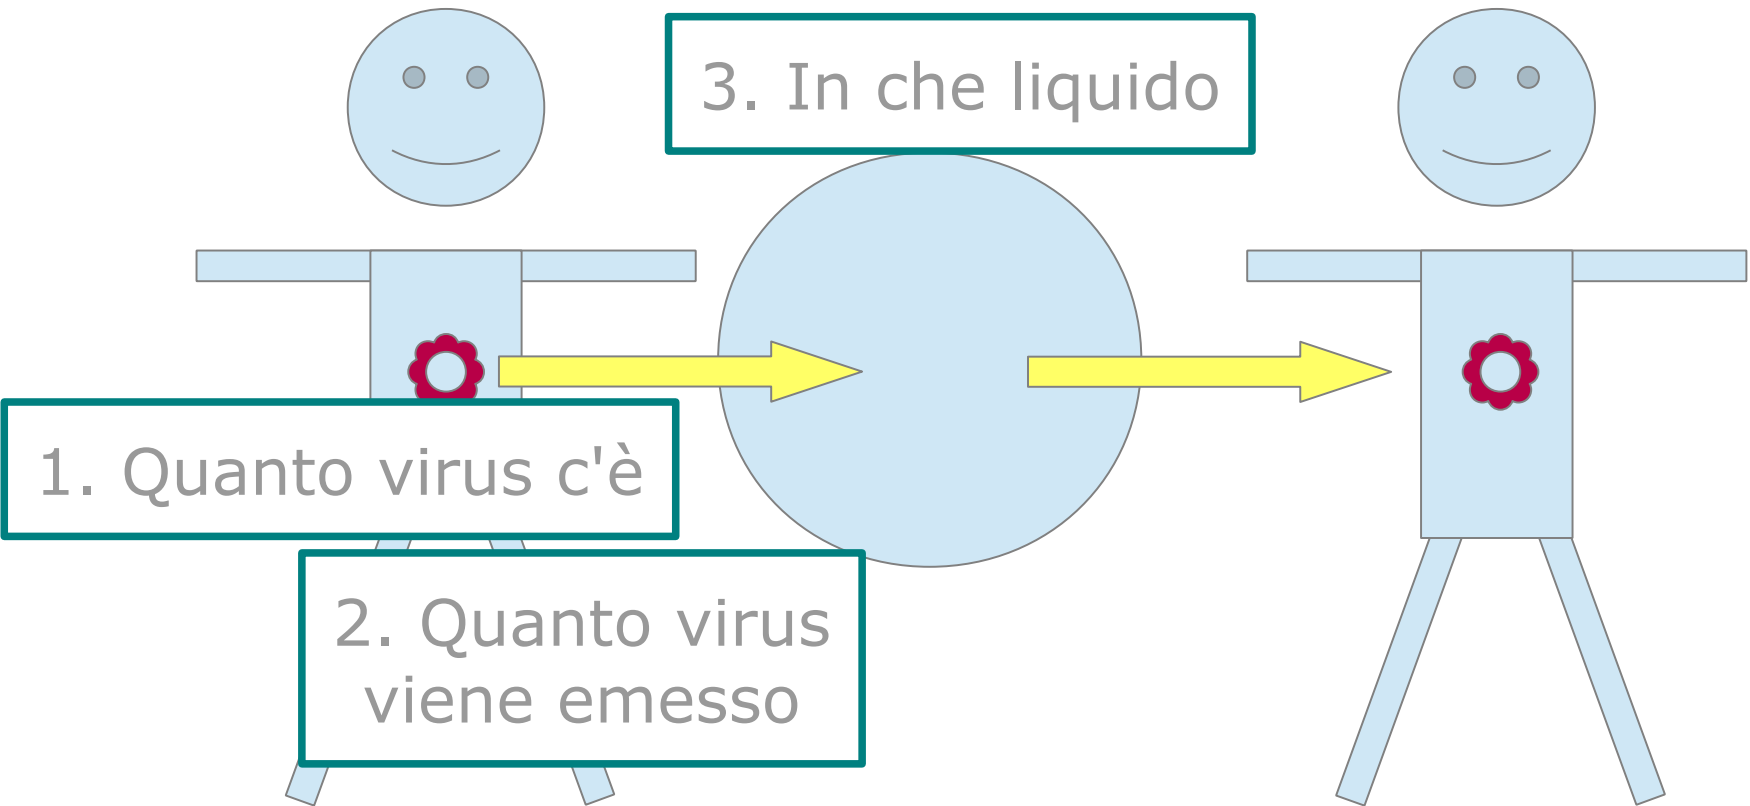 3. In che liquido
1. Quanto virus c'è
2. Quanto virus
viene emesso